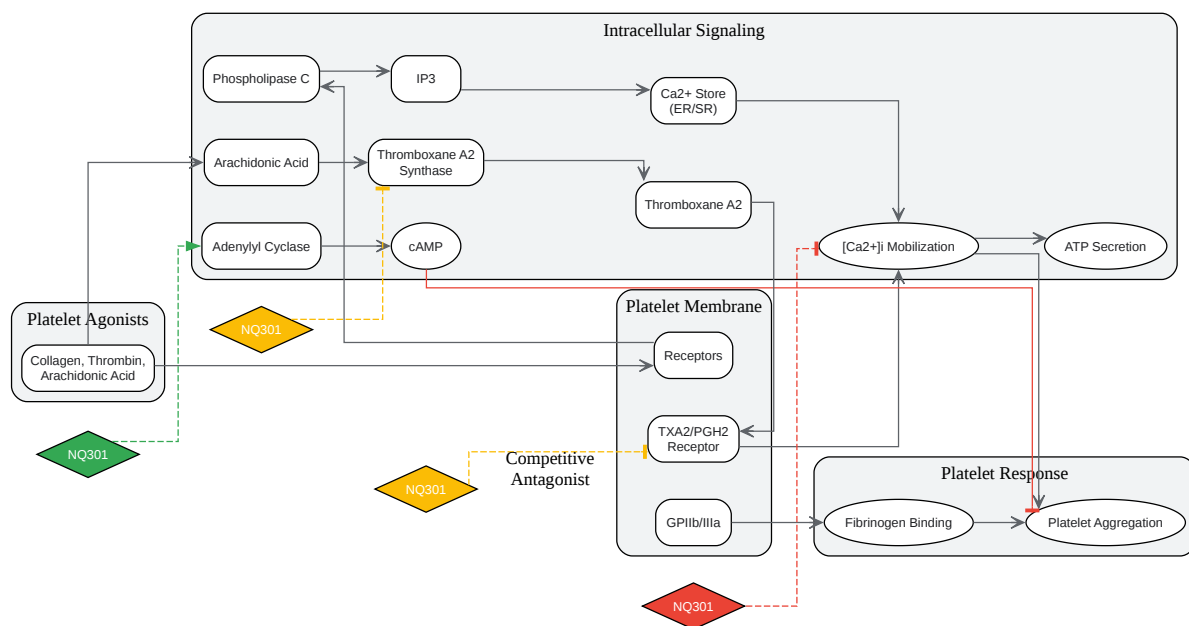 Intracellular Signaling
Phospholipase C
IP3
Ca2+ Store
(ER/SR)
Arachidonic Acid
Thromboxane A2
Synthase
Thromboxane A2
Adenylyl Cyclase
cAMP
[Ca2+]i Mobilization
ATP Secretion
Platelet Agonists
Collagen, Thrombin,
Arachidonic Acid
NQ301
Platelet Membrane
Receptors
TXA2/PGH2
Receptor
GPIIb/IIIa
NQ301
NQ301
Competitive
Antagonist
Platelet Response
Fibrinogen Binding
Platelet Aggregation
NQ301